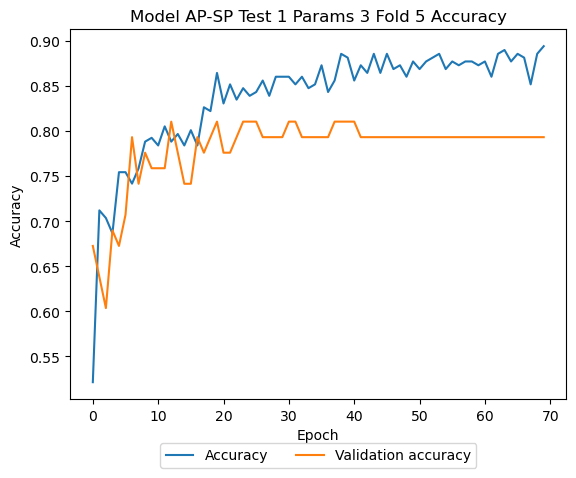 Model AP-SP Test 1 Params 3 Fold 5 Accuracy
Accuracy
0.90
0.85
0.80
0.75
0.70
0.65
0.60
0.55
0 10 20 30 40 50 60 70
Epoch
Accuracy Validation accuracy